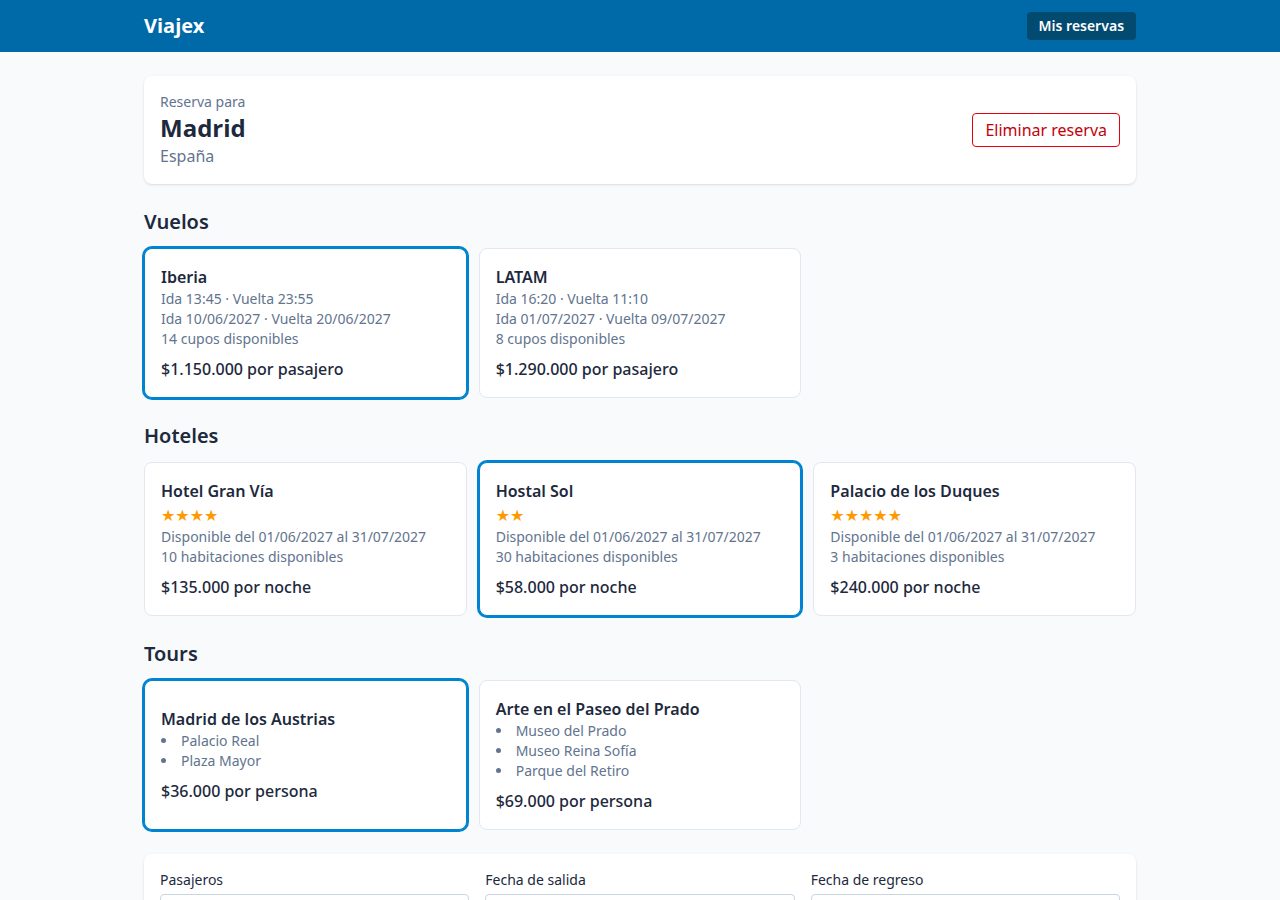 Viajex
Mis reservas
Reserva para
Madrid
España
Eliminar reserva
Vuelos
Iberia
Ida 13:45 · Vuelta 23:55
Ida 10/06/2027 · Vuelta 20/06/2027
14 cupos disponibles
$1.150.000 por pasajero
LATAM
Ida 16:20 · Vuelta 11:10
Ida 01/07/2027 · Vuelta 09/07/2027
8 cupos disponibles
$1.290.000 por pasajero
Hoteles
Hotel Gran Vía
★★★★
Disponible del 01/06/2027 al 31/07/2027
10 habitaciones disponibles
$135.000 por noche
Hostal Sol
★★
Disponible del 01/06/2027 al 31/07/2027
30 habitaciones disponibles
$58.000 por noche
Palacio de los Duques
★★★★★
Disponible del 01/06/2027 al 31/07/2027
3 habitaciones disponibles
$240.000 por noche
Tours
Madrid de los Austrias
• Palacio Real
• Plaza Mayor
$36.000 por persona
Arte en el Paseo del Prado
• Museo del Prado
• Museo Reina Sofía
• Parque del Retiro
$69.000 por persona
Pasajeros
Fecha de salida
Fecha de regreso